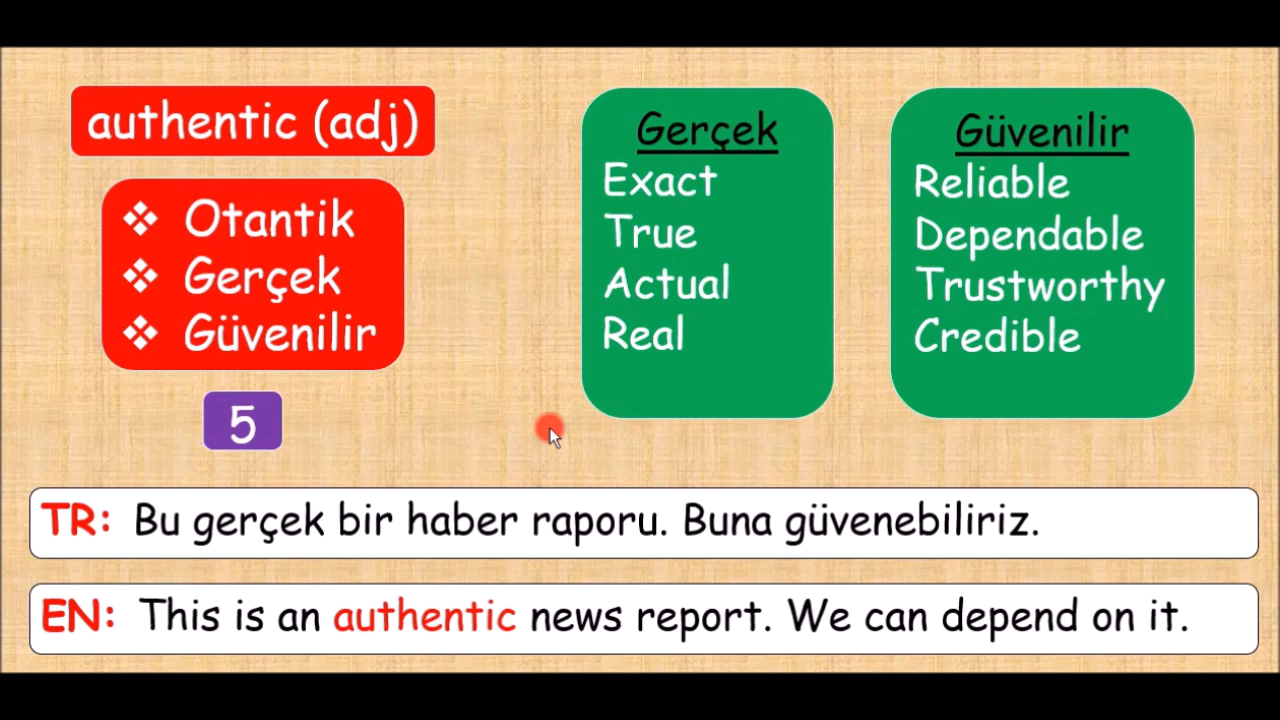 authentic (adj)
❖ Otantik
❖ Gerçek
❖ Güvenilir
5
Gerçek
Exact
True
Actual
Real
Güvenilir
Reliable
Dependable
Trustworthy
Credible
TR: Bu gerçek bir haber raporu. Buna güvenebiliriz.
EN: This is an authentic news report. We can depend on it.